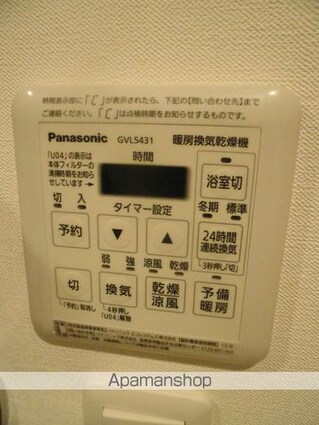 時間表示部に「C」が表示されたら、下記の【問い合わせ先】まで
ご連絡ください。「C」は点検時期をお知らせするものです。
Panasonic GVL5431 暖房換気乾燥機
「U04」の表示は
本体フィルターの
清掃時期をお知ら
せしています
時間
浴室切
切 入
タイマー設定
冬期 標準
予約 ▼ ▲
24時間
連続換気
3秒押し「切」
弱 強 涼風 乾燥
切 換気 乾燥 涼風 予備 暖房
「予約」取消し
4秒押し
「U04」解除
Apamanshop